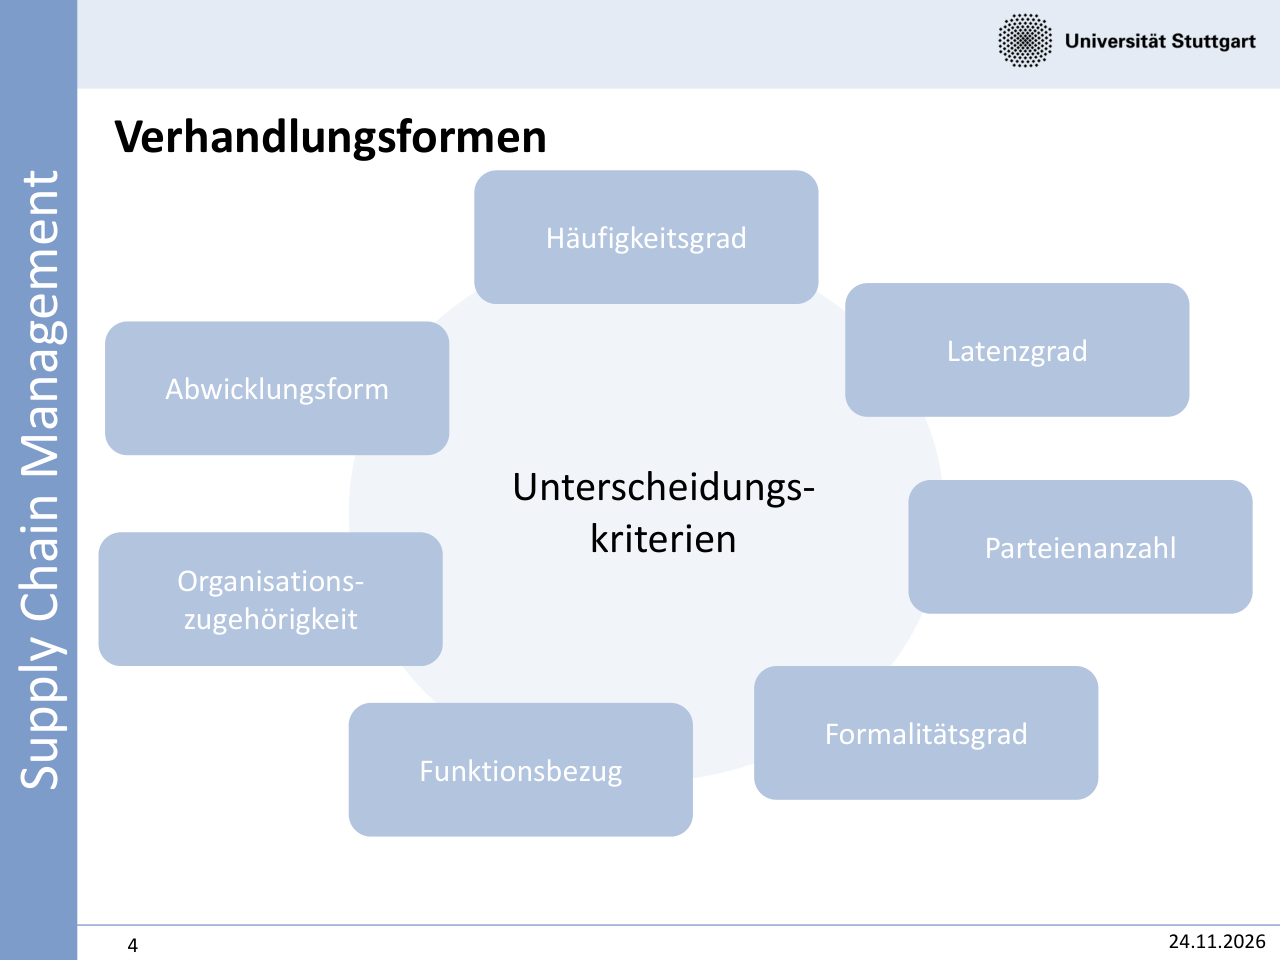 Universität Stuttgart
Supply Chain Management
Verhandlungsformen
Häufigkeitsgrad
Latenzgrad
Abwicklungsform
Unterscheidungs-
kriterien
Parteienanzahl
Organisations-
zugehörigkeit
Formalitätsgrad
Funktionsbezug
4
24.11.2026